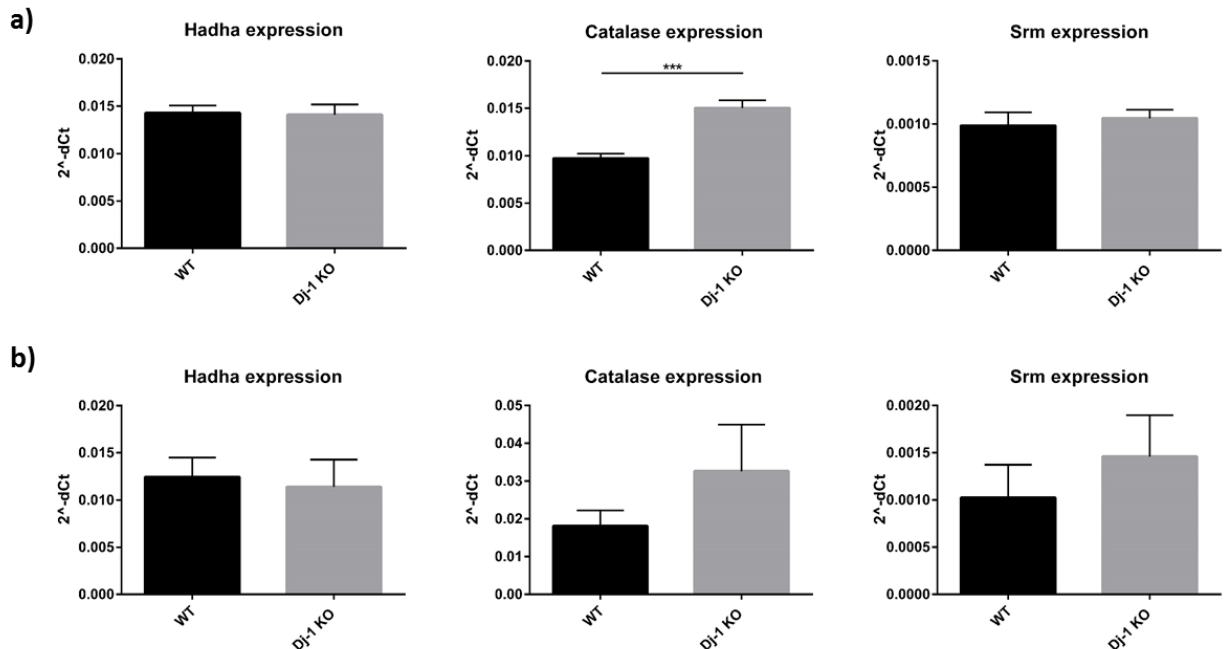 a)
Hadha expression
2^-dCt
0.020
0.015
0.010
0.005
0.000
WT
Dj-1 KO
Catalase expression
2^-dCt
0.020
0.015
0.010
0.005
0.000
***
WT
Dj-1 KO
Srm expression
2^-dCt
0.0015
0.0010
0.0005
0.0000
WT
Dj-1 KO
b)
Hadha expression
2^-dCt
0.020
0.015
0.010
0.005
0.000
WT
Dj-1 KO
Catalase expression
2^-dCt
0.05
0.04
0.03
0.02
0.01
0.00
WT
Dj-1 KO
Srm expression
2^-dCt
0.0020
0.0015
0.0010
0.0005
0.0000
WT
Dj-1 KO